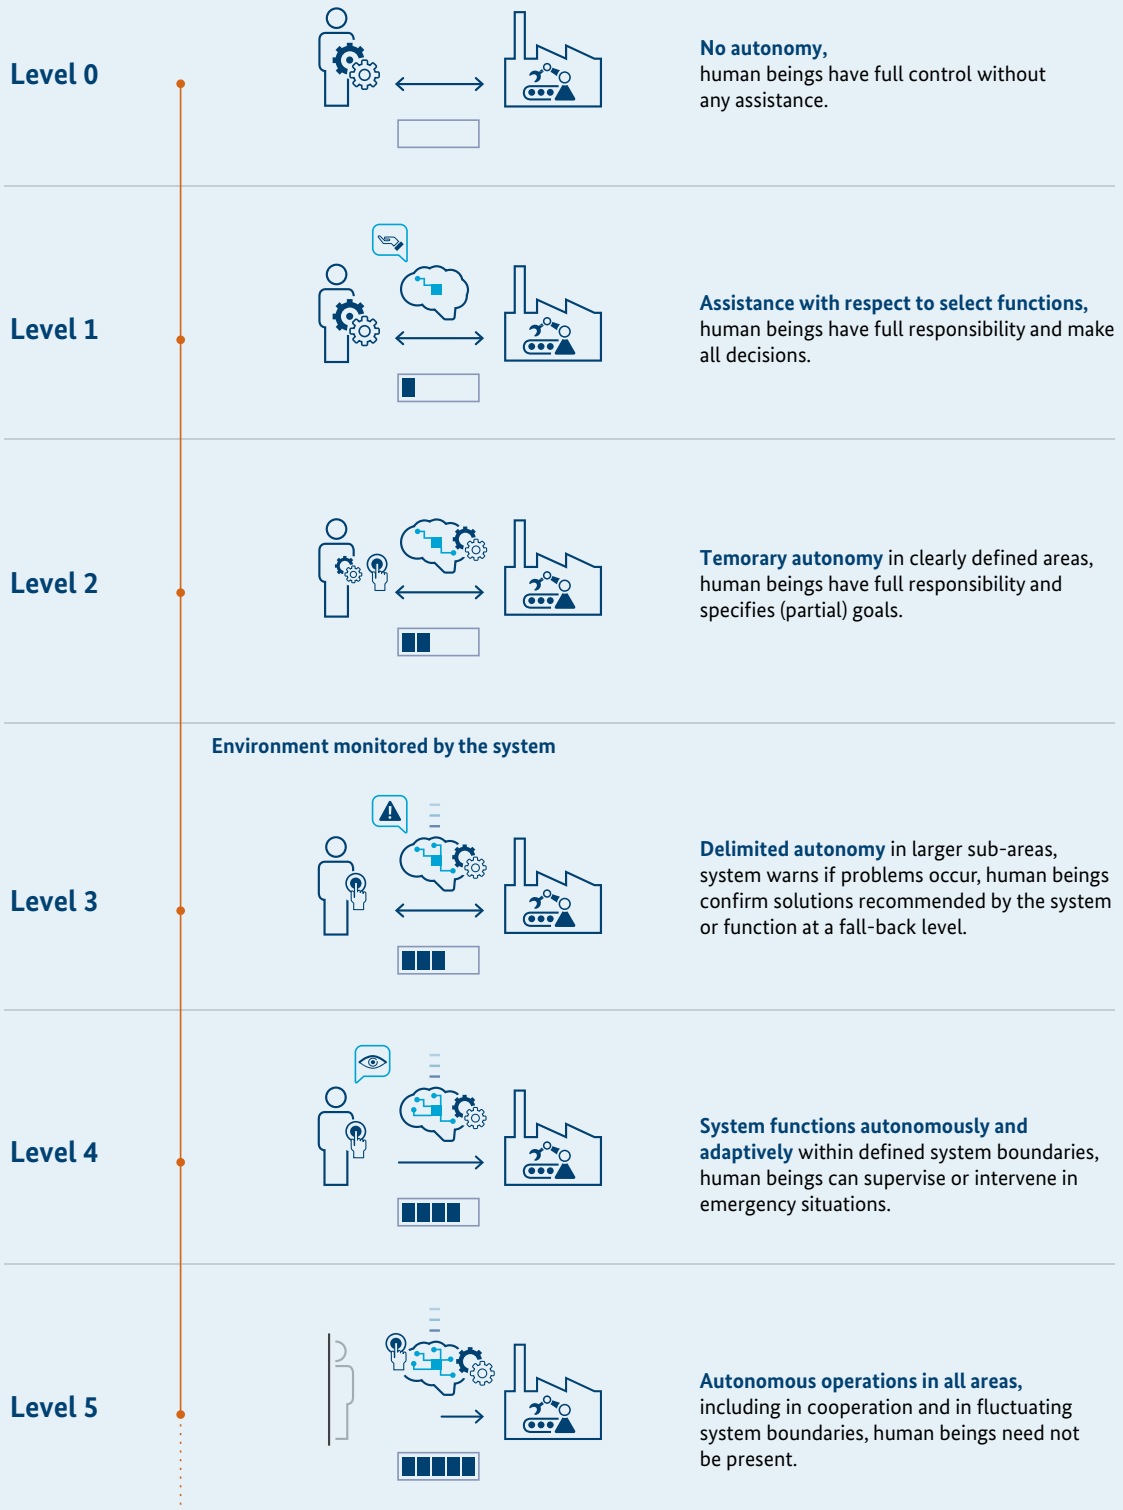 Level 0
No autonomy,
human beings have full control without
any assistance.
Level 1
Assistance with respect to select functions,
human beings have full responsibility and make
all decisions.
Level 2
Temorary autonomy in clearly defined areas,
human beings have full responsibility and
specifies (partial) goals.
Environment monitored by the system
Level 3
Delimited autonomy in larger sub-areas,
system warns if problems occur, human beings
confirm solutions recommended by the system
or function at a fall-back level.
Level 4
System functions autonomously and
adaptively within defined system boundaries,
human beings can supervise or intervene in
emergency situations.
Level 5
Autonomous operations in all areas,
including in cooperation and in fluctuating
system boundaries, human beings need not
be present.